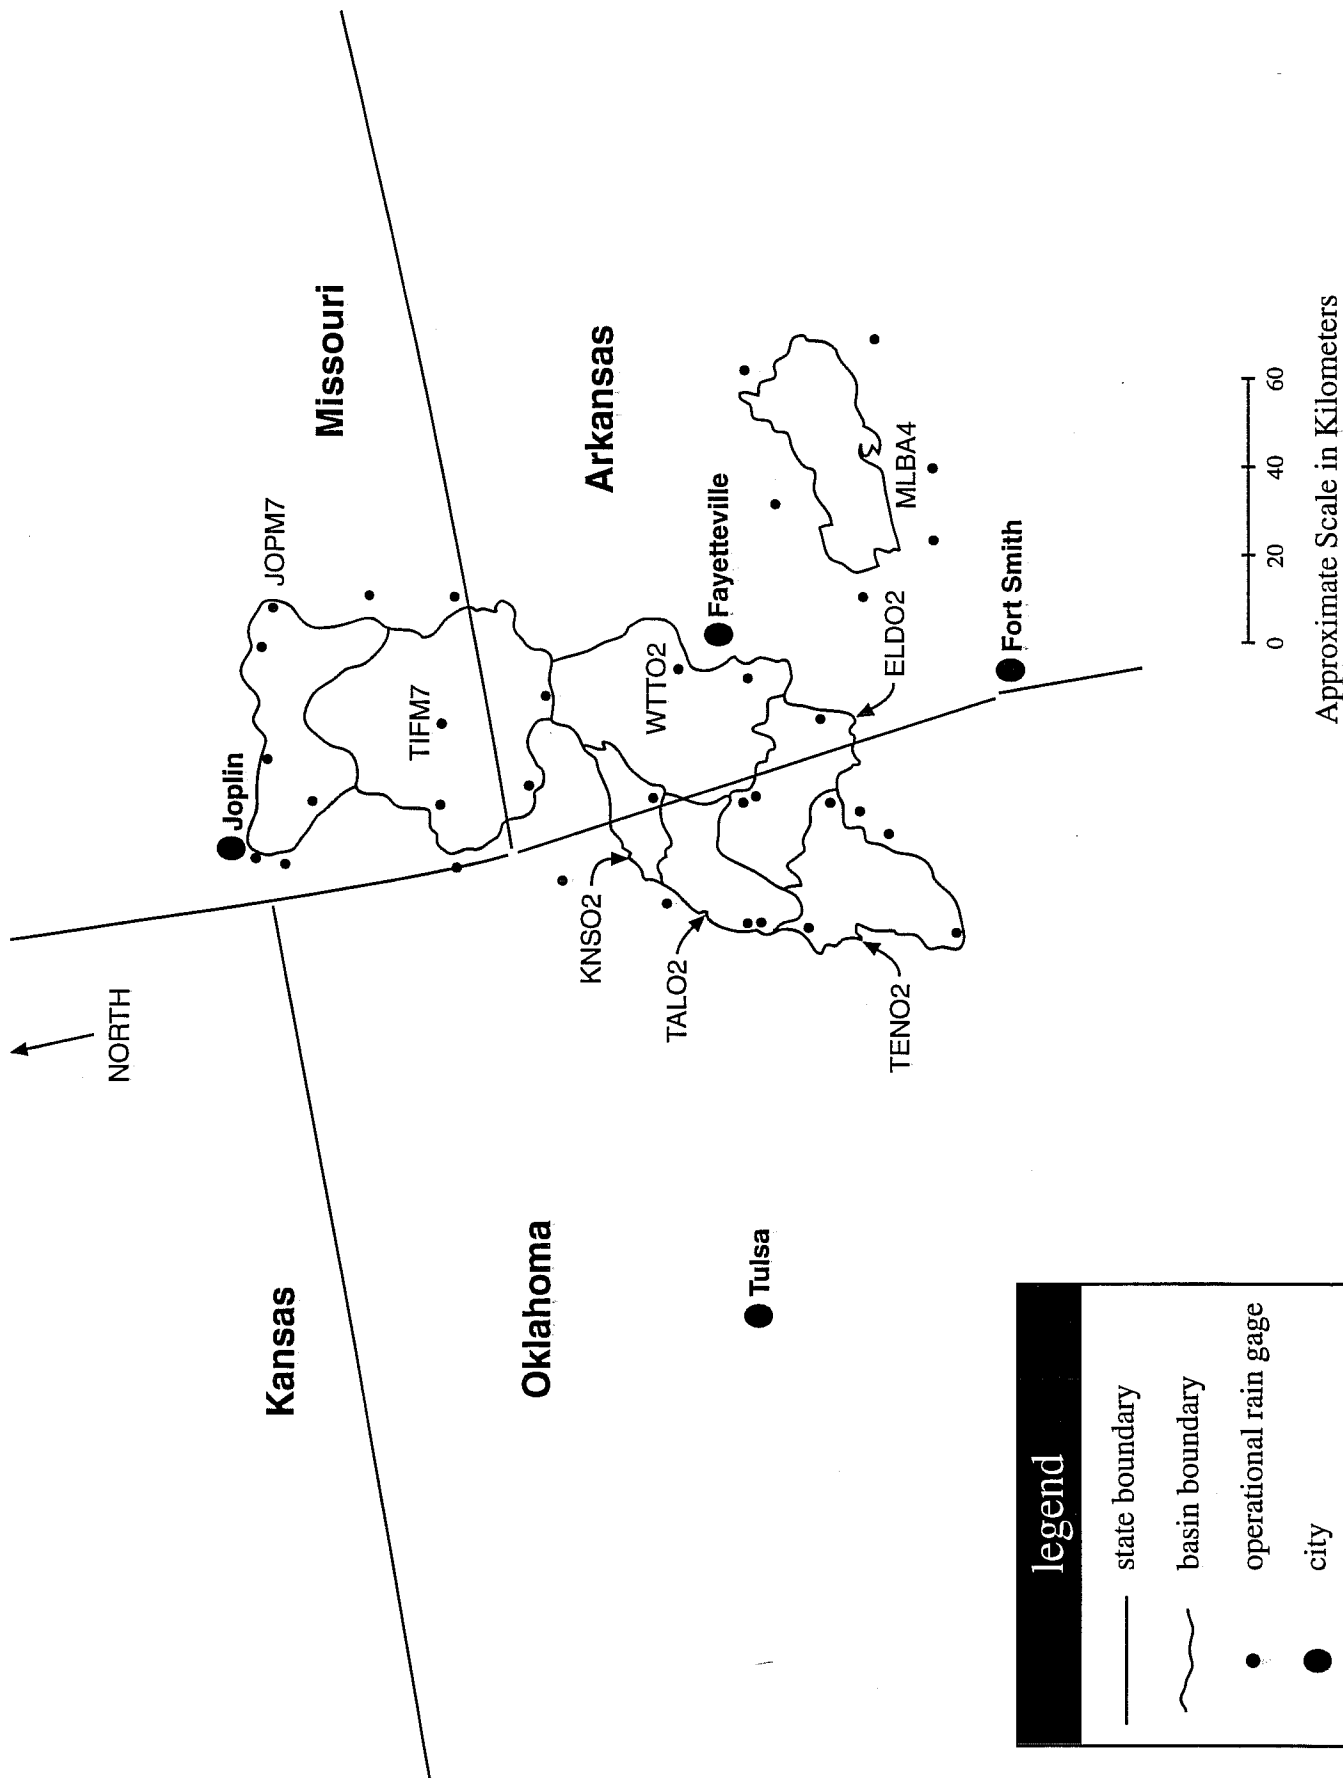 NORTH
Kansas
Missouri
Joplin
JOPM7
TIFM7
Oklahoma
Arkansas
KNSO2
WTTO2
TALO2
Fayetteville
Tulsa
TENO2
ELDO2
MLBA4
Fort Smith
0 20 40 60
Approximate Scale in Kilometers
legend
state boundary
basin boundary
operational rain gage
city